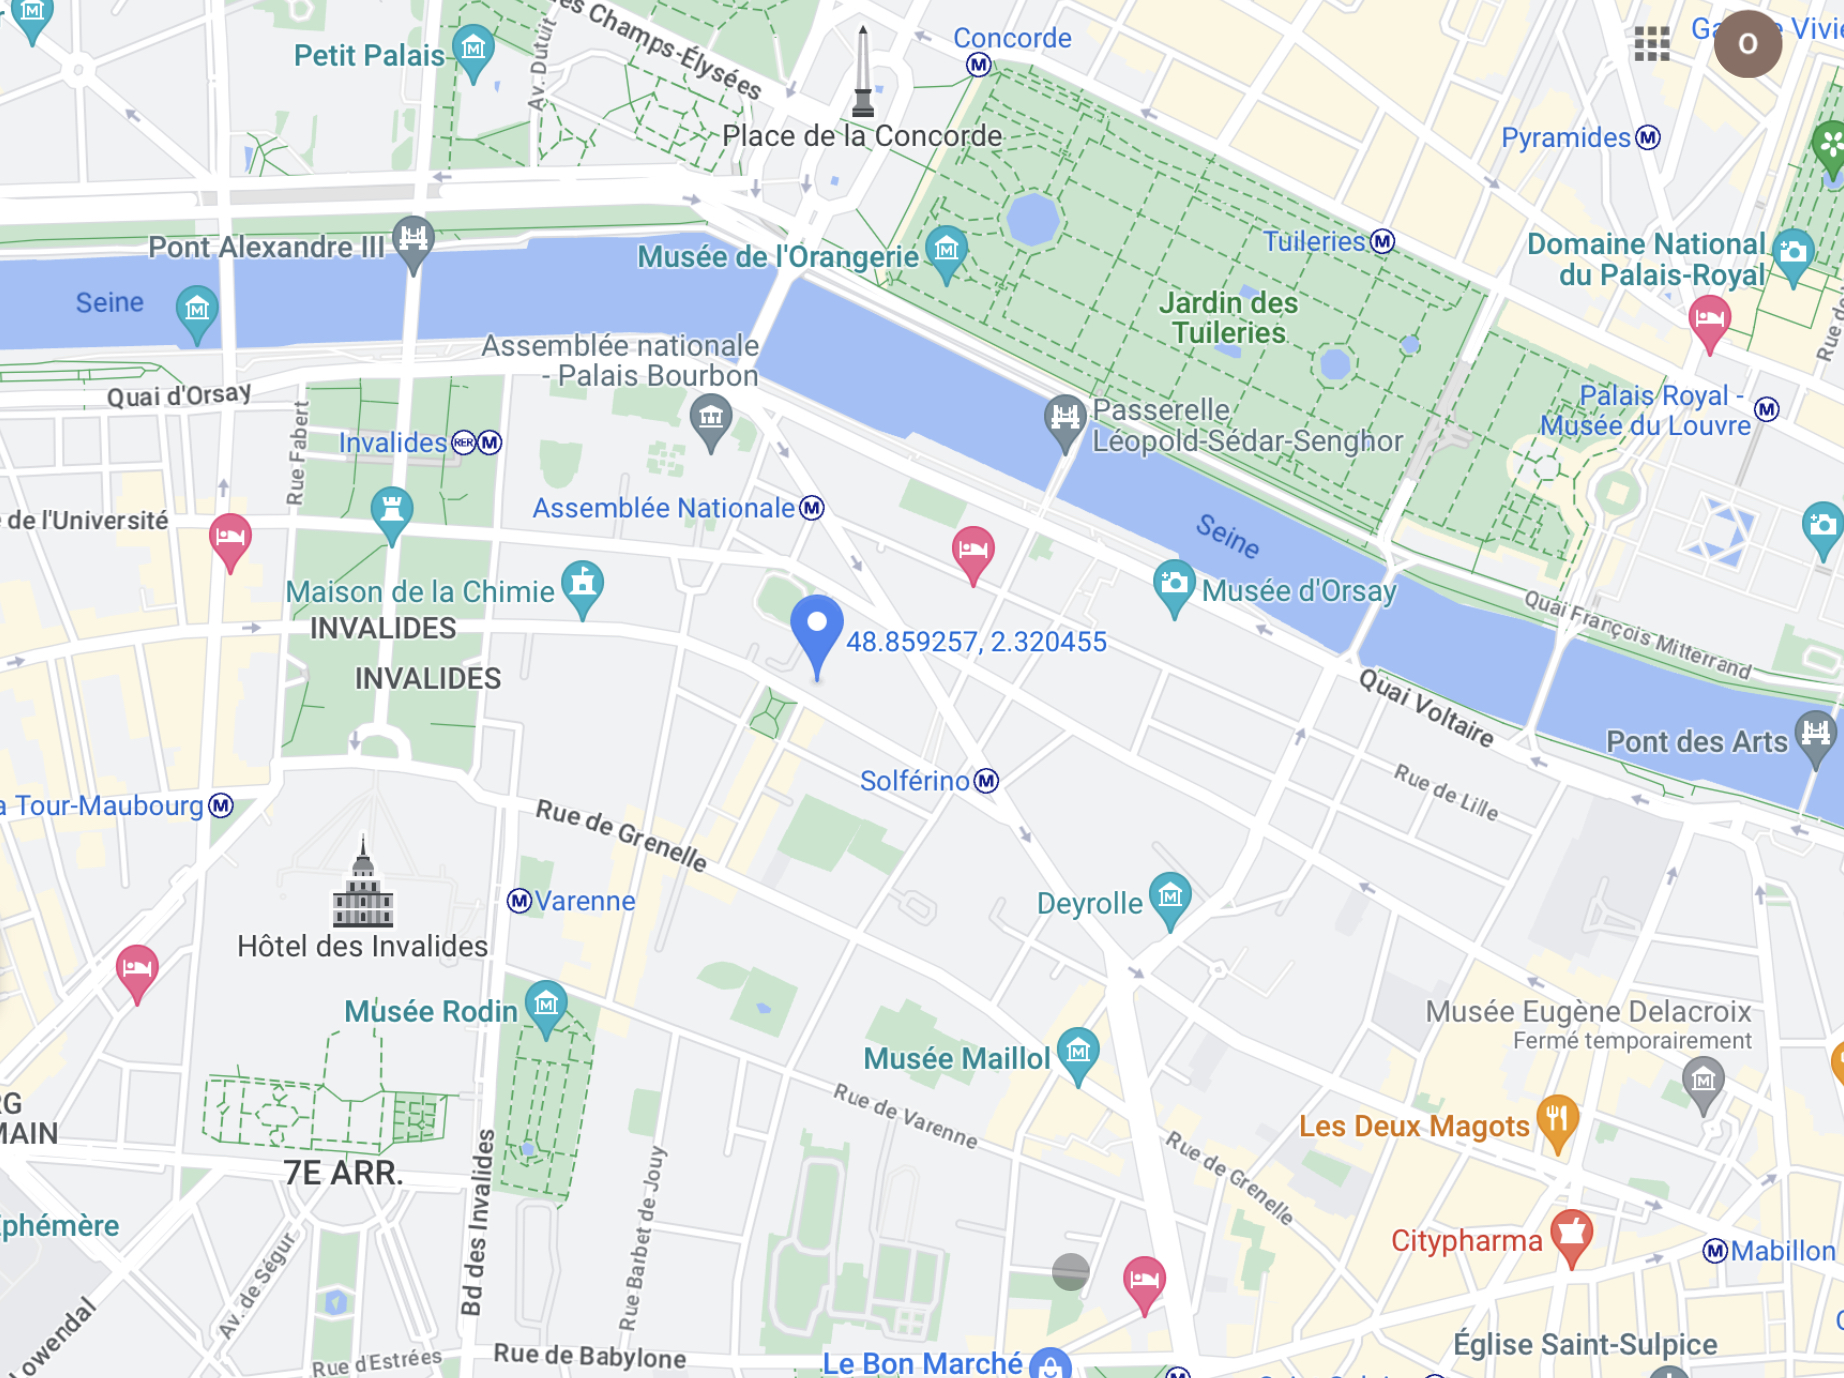 des Champs-Élysées
Av. Dutuit
Petit Palais
Concorde
O
Place de la Concorde
Pyramides
Pont Alexandre III
Musée de l'Orangerie
Tuileries
Domaine National
du Palais-Royal
Seine
Jardin des
Tuileries
Assemblée nationale
- Palais Bourbon
Quai d'Orsay
Rue Fabert
Passerelle
Léopold-Sédar-Senghor
Palais Royal -
Musée du Louvre
Invalides RER M
Assemblée Nationale
de l'Université
Seine
Maison de la Chimie
Musée d'Orsay
INVALIDES
48.859257, 2.320455
Quai François Mitterrand
INVALIDES
Quai Voltaire
Pont des Arts
Solférino
Rue de Lille
a Tour-Maubourg
Rue de Grenelle
Varenne
Deyrolle
Hôtel des Invalides
Musée Rodin
Musée Eugène Delacroix
Fermé temporairement
Musée Maillol
Rue de Varenne
RG
MAIN
Les Deux Magots
Rue de Grenelle
7E ARR.
Bd des Invalides
Rue Barbet de Jouy
phémère
Citypharma
Mabillon
Av. de Ségur
Lowendal
Rue d'Estrées
Rue de Babylone
Le Bon Marché
Église Saint-Sulpice